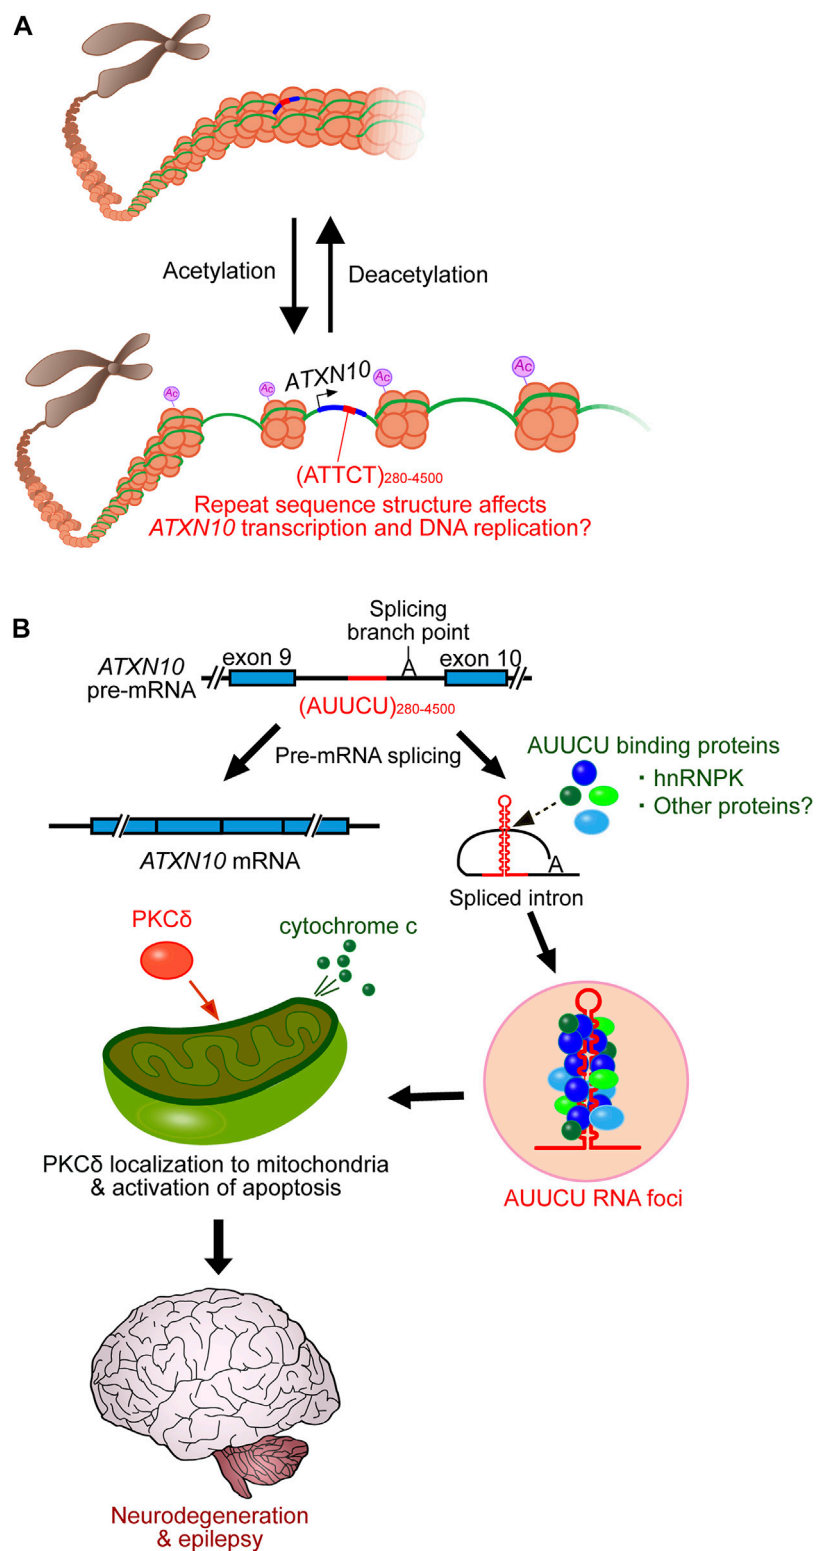 A
Acetylation
Deacetylation
Ac
Ac
ATXN10
Ac
Ac
(ATTCT)280-4500
Repeat sequence structure affects
ATXN10 transcription and DNA replication?
B
Splicing
branch point
ATXN10
pre-mRNA
exon 9
A
exon 10
(AUUCU)280-4500
Pre-mRNA splicing
AUUCU binding proteins
· hnRNPK
· Other proteins?
ATXN10 mRNA
A
Spliced intron
PKCδ
cytochrome c
PKCδ localization to mitochondria
& activation of apoptosis
AUUCU RNA foci
Neurodegeneration
& epilepsy